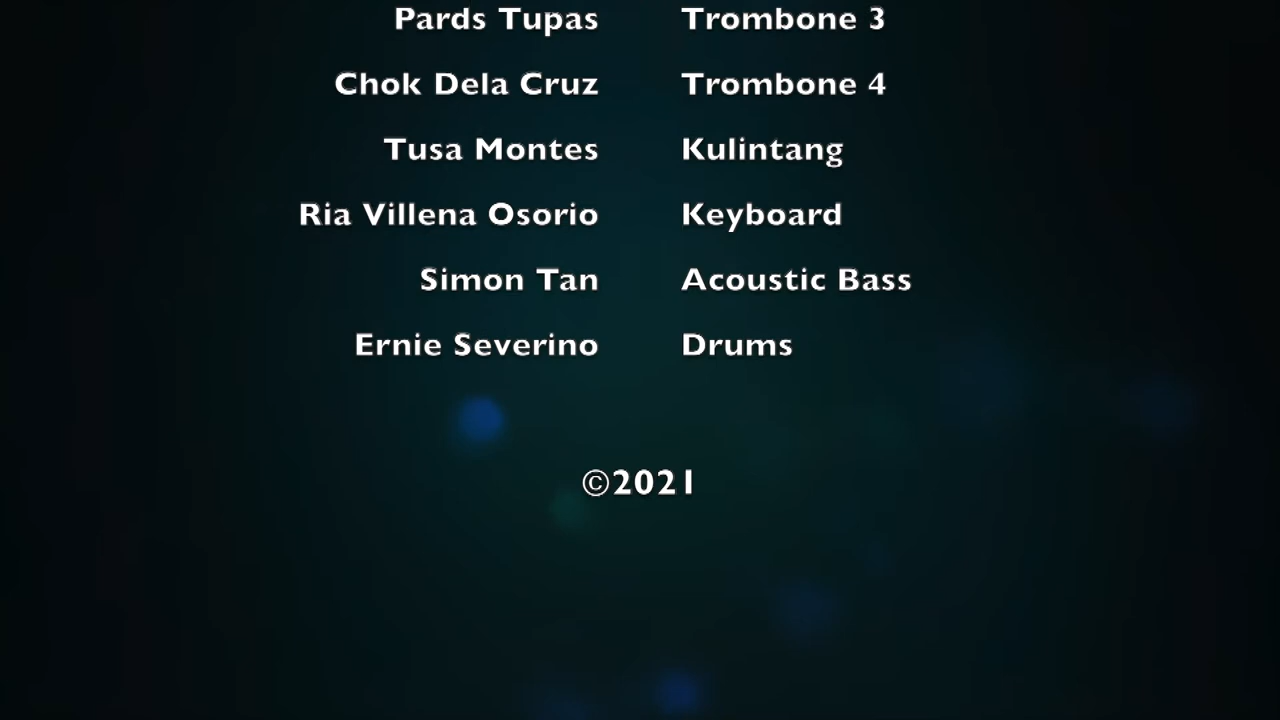 Pards Tupas Trombone 3
Chok Dela Cruz Trombone 4
Tusa Montes Kulintang
Ria Villena Osorio Keyboard
Simon Tan Acoustic Bass
Ernie Severino Drums
©2021